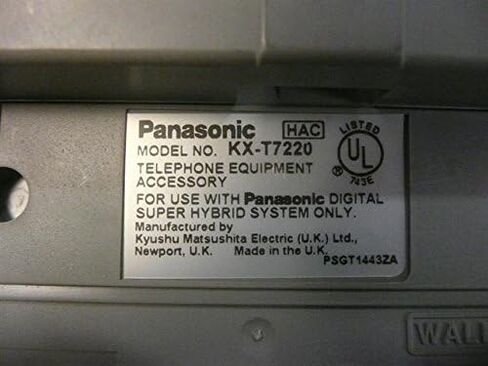 Panasonic HAC
MODEL NO. KX-T7220
TELEPHONE EQUIPMENT
ACCESSORY
LISTED
UL
®
743E
FOR USE WITH Panasonic DIGITAL
SUPER HYBRID SYSTEM ONLY.
Manufactured by
Kyushu Matsushita Electric (U.K.) Ltd.,
Newport, U.K. Made in the U.K.
PSGT1443ZA